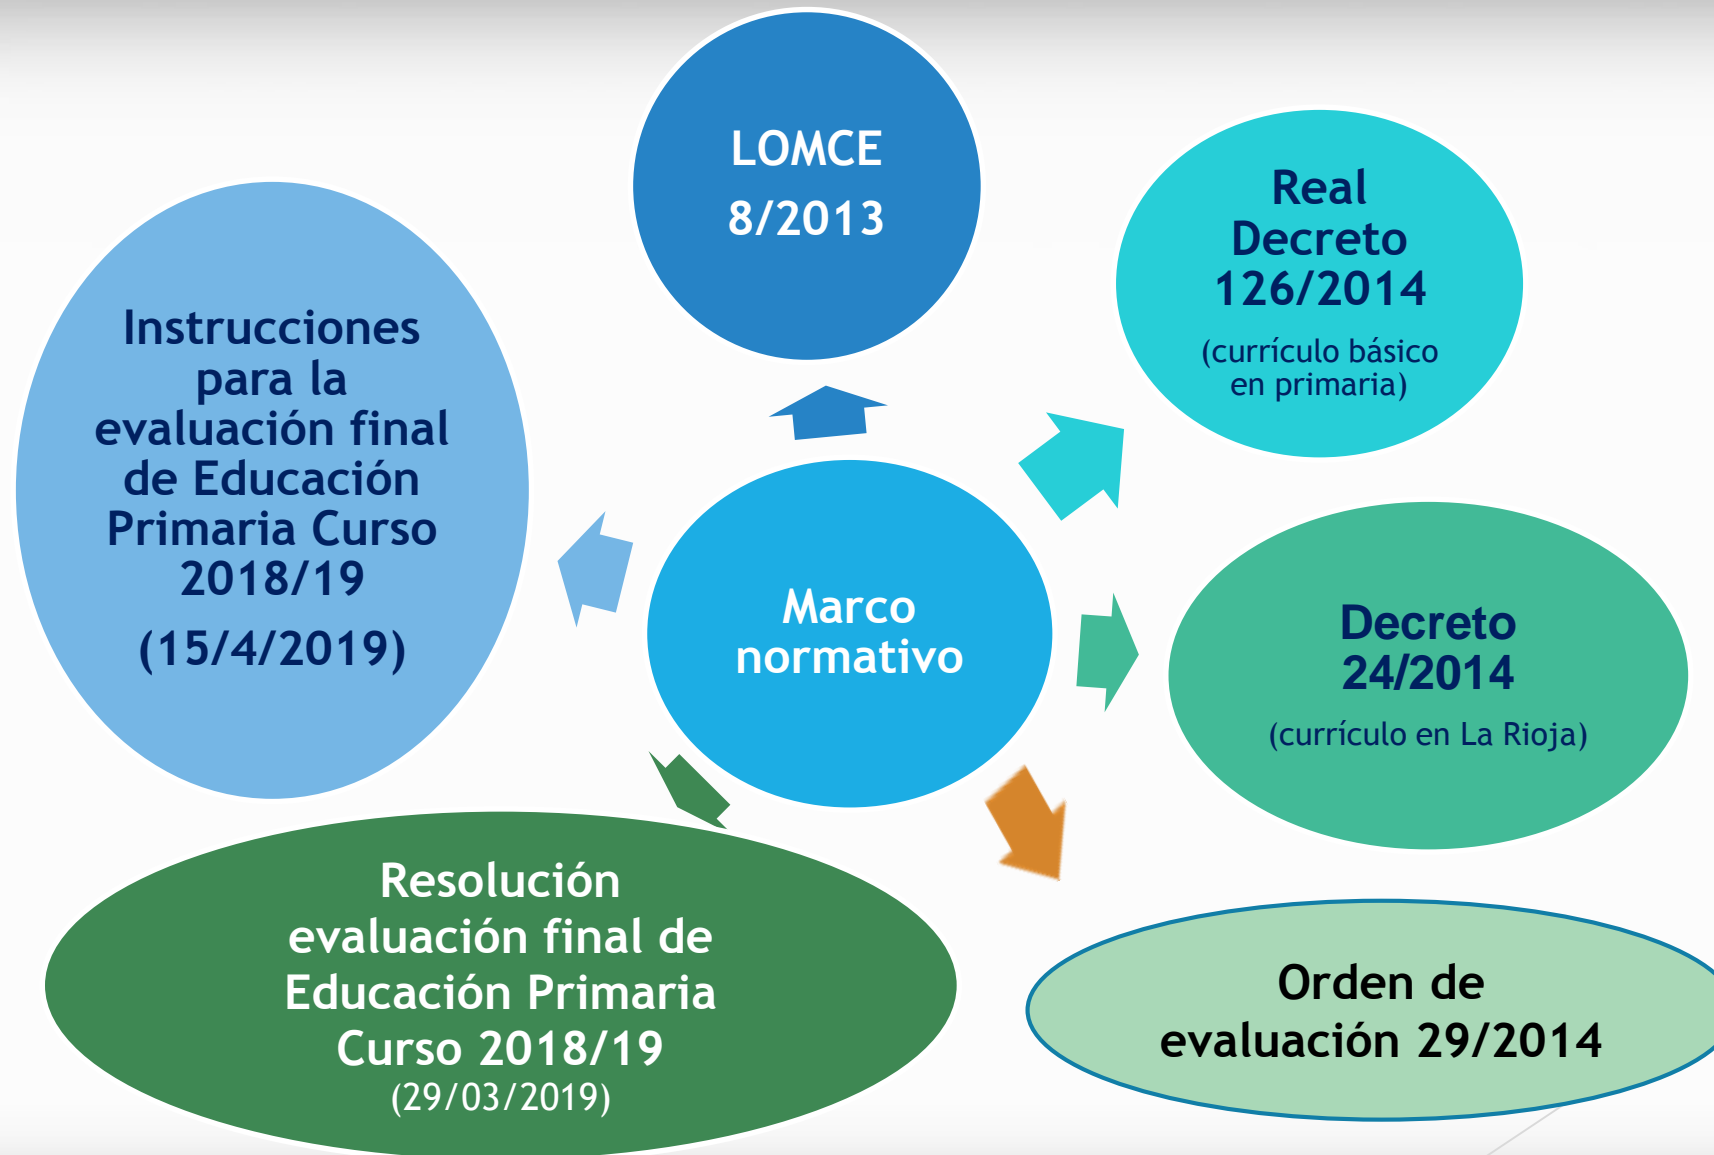 LOMCE
8/2013
Real
Decreto
126/2014
(currículo básico
en primaria)
Instrucciones
para la
evaluación final
de Educación
Primaria Curso
2018/19
(15/4/2019)
Marco
normativo
Decreto
24/2014
(currículo en La Rioja)
Resolución
evaluación final de
Educación Primaria
Curso 2018/19
(29/03/2019)
Orden de
evaluación 29/2014